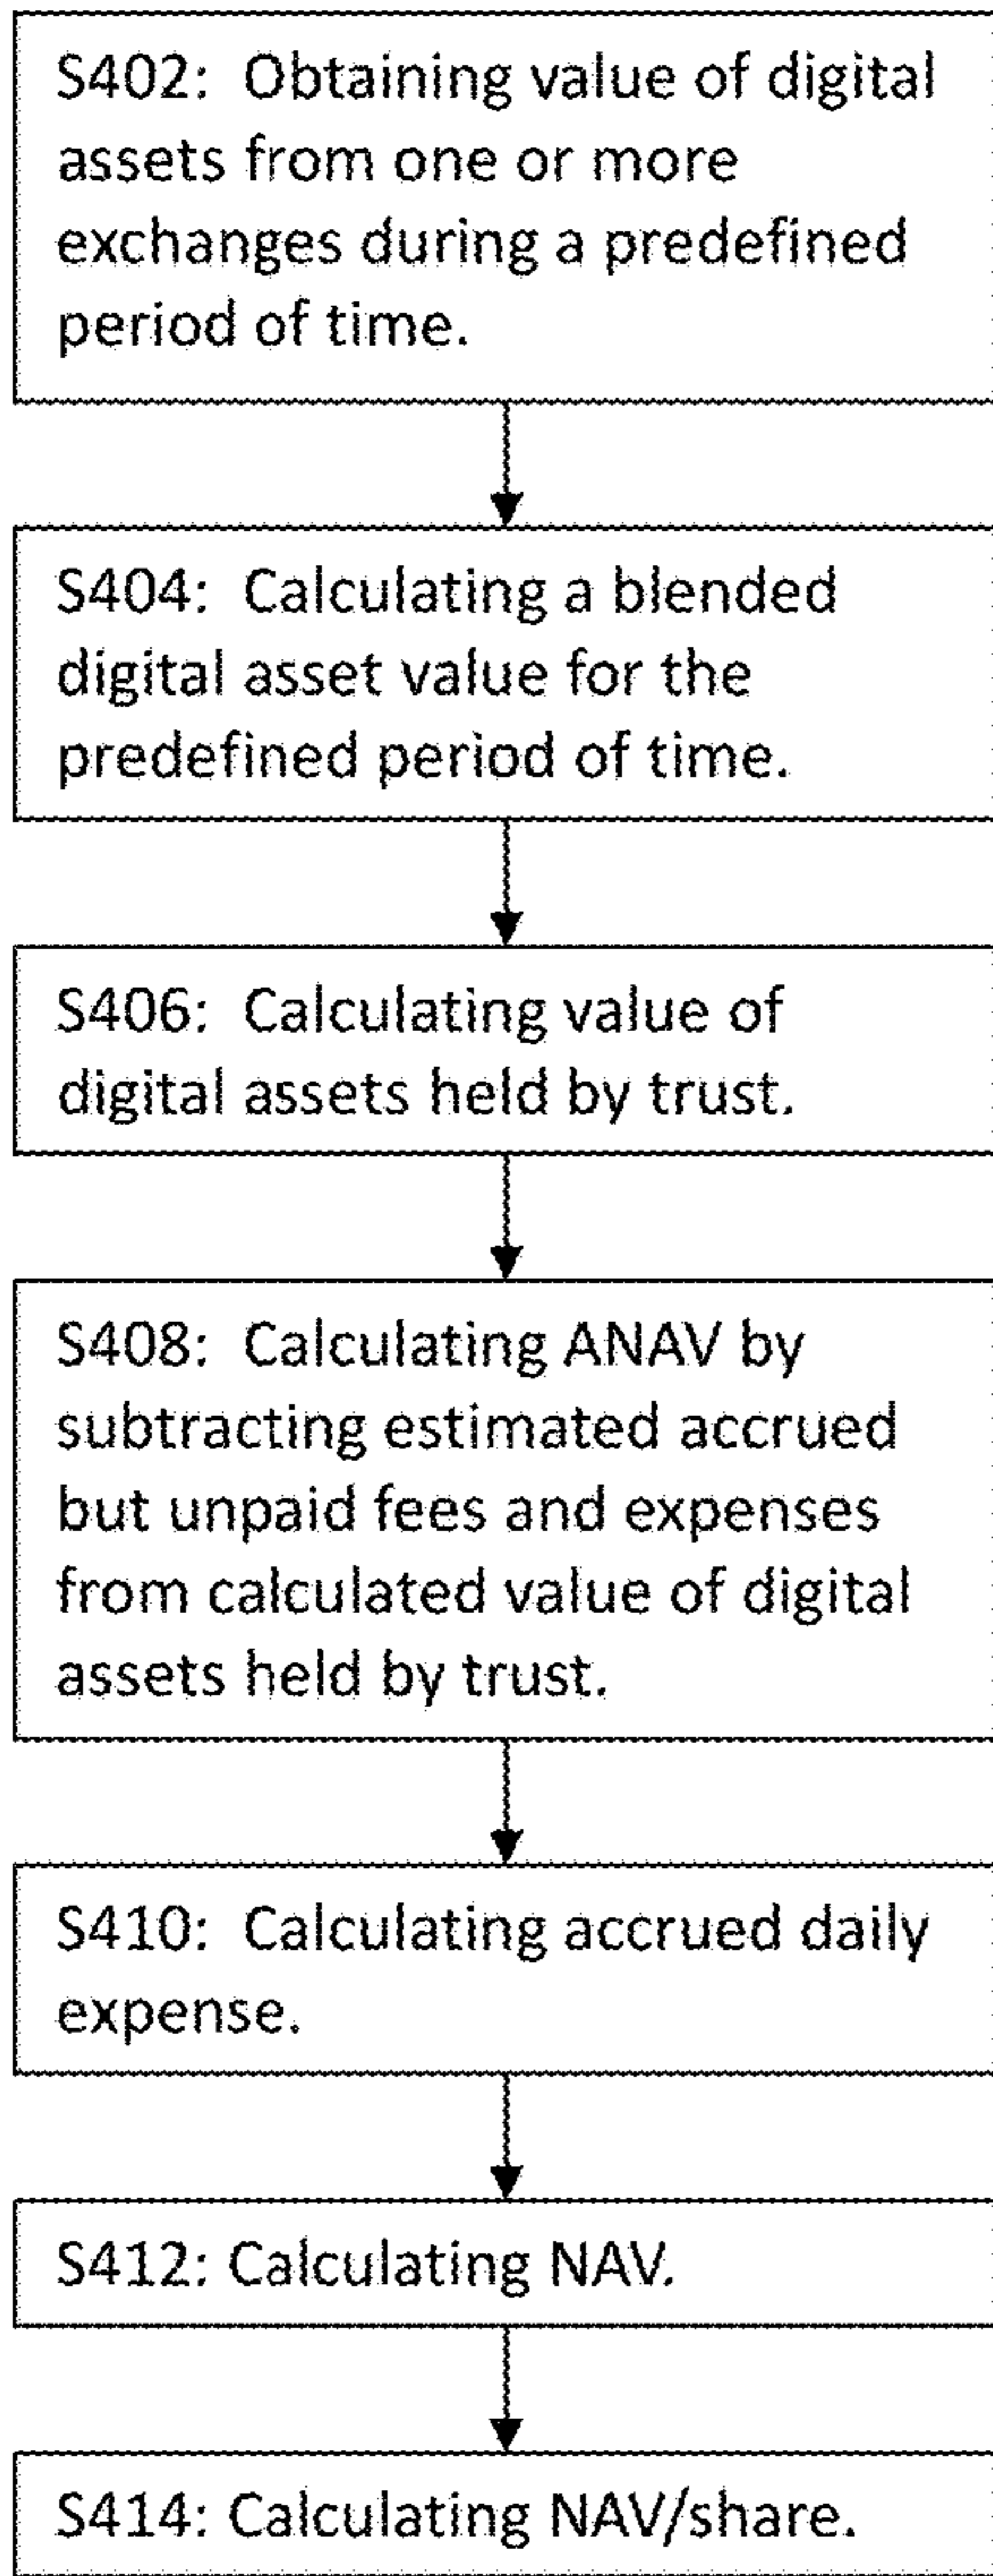 S402: Obtaining value of digital
assets from one or more
exchanges during a predefined
period of time.
S404: Calculating a blended
digital asset value for the
predefined period of time.
S406: Calculating value of
digital assets held by trust.
S408: Calculating ANAV by
subtracting estimated accrued
but unpaid fees and expenses
from calculated value of digital
assets held by trust.
S410: Calculating accrued daily
expense.
S412: Calculating NAV.
S414: Calculating NAV/share.